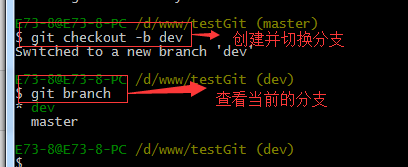 E73-8@E73-8-PC /d/www/testGit (master)
$ git checkout -b dev 创建并切换分支
Switched to a new branch 'dev'
E73-8@E73-8-PC /d/www/testGit (dev)
$ git branch 查看当前的分支
* dev
master
E73-8@E73-8-PC /d/www/testGit (dev)
$